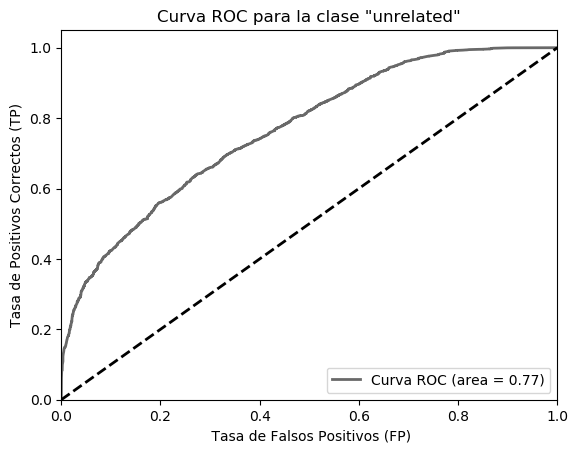 Curva ROC para la clase "unrelated"
Tasa de Positivos Correctos (TP)
1.0
0.8
0.6
0.4
0.2
0.0
0.0 0.2 0.4 0.6 0.8 1.0
Curva ROC (area = 0.77)
Tasa de Falsos Positivos (FP)